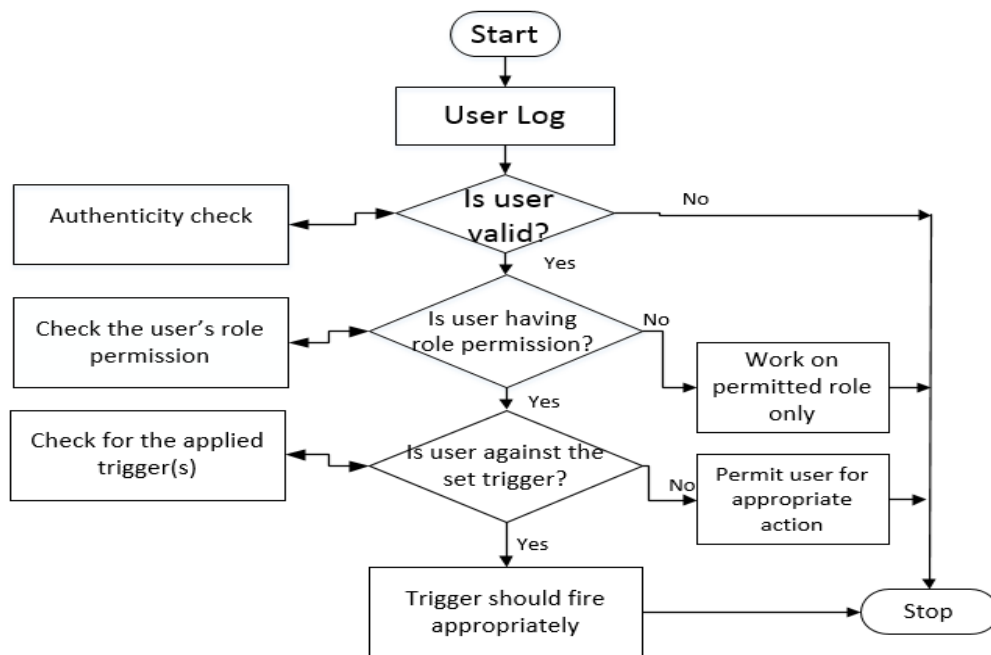 Start
User Log
Is user
valid?
No
Authenticity check
Yes
Is user having
role permission?
No
Check the user’s role
permission
Work on
permitted role
only
Yes
Is user against the
set trigger?
No
Check for the applied
trigger(s)
Permit user for
appropriate
action
Yes
Trigger should fire
appropriately
Stop